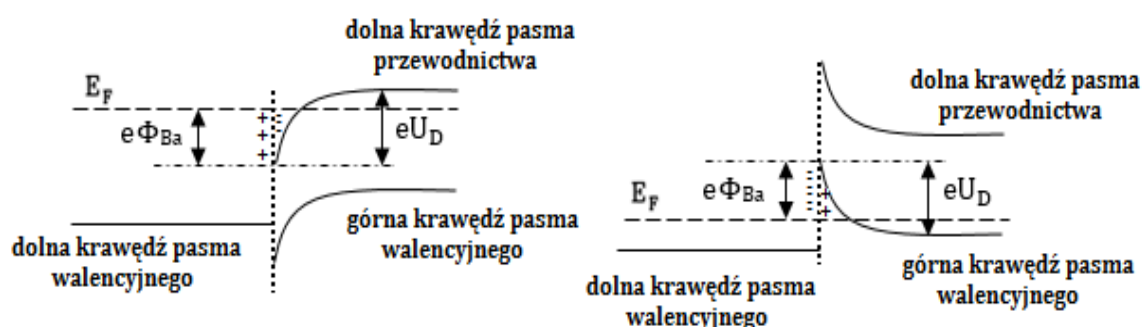 dolna krawędź pasma
przewodnictwa
E_F
eΦ_Ba
+
+
+
-
-
-
eU_D
dolna krawędź pasma
walencyjnego
górna krawędź pasma
walencyjnego
dolna krawędź pasma
przewodnictwa
E_F
eΦ_Ba
-
-
-
-
-
+
+
eU_D
dolna krawędź pasma
walencyjnego
górna krawędź pasma
walencyjnego